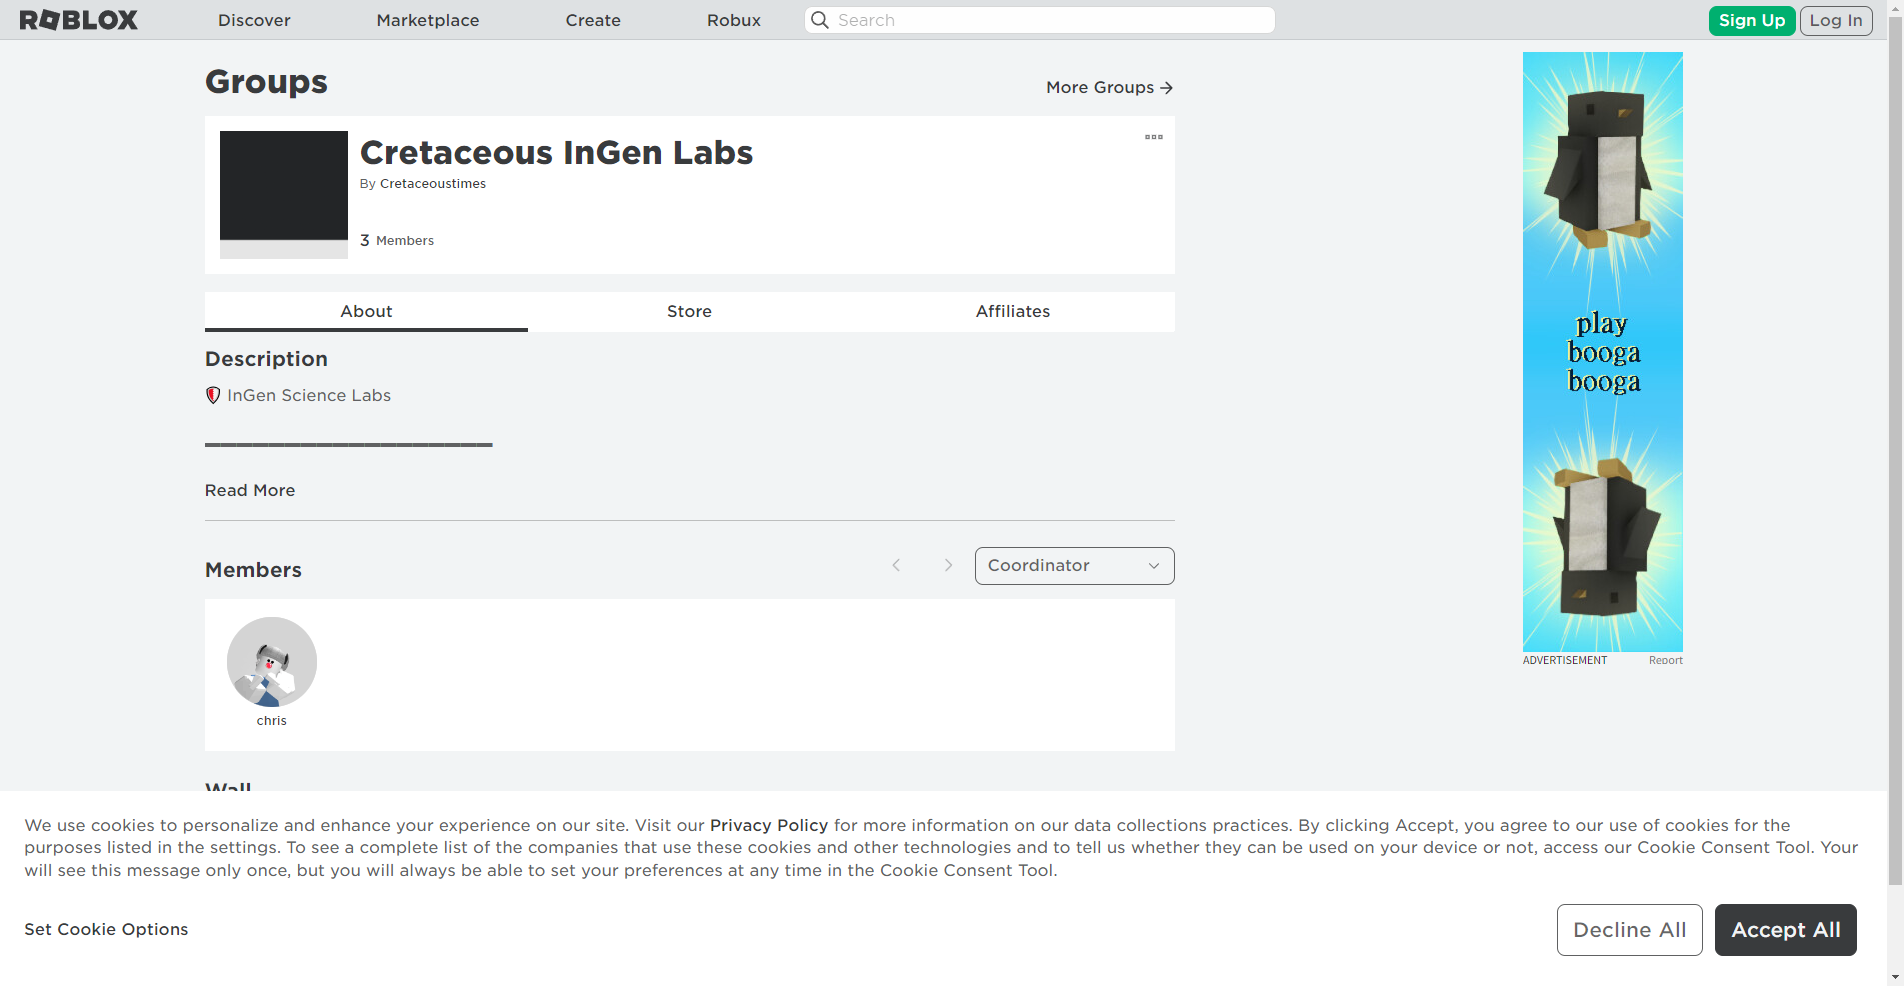 ROBLOX
Discover
Marketplace
Create
Robux
Search
Sign Up
Log In
Groups
More Groups
Cretaceous InGen Labs
By Cretaceoustimes
3 Members
About
Store
Affiliates
Description
InGen Science Labs
Read More
Members
Coordinator
chris
Wall
play
booga
booga
ADVERTISEMENT
Report
We use cookies to personalize and enhance your experience on our site. Visit our Privacy Policy for more information on our data collections practices. By clicking Accept, you agree to our use of cookies for the
purposes listed in the settings. To see a complete list of the companies that use these cookies and other technologies and to tell us whether they can be used on your device or not, access our Cookie Consent Tool. Your
will see this message only once, but you will always be able to set your preferences at any time in the Cookie Consent Tool.
Set Cookie Options
Decline All
Accept All